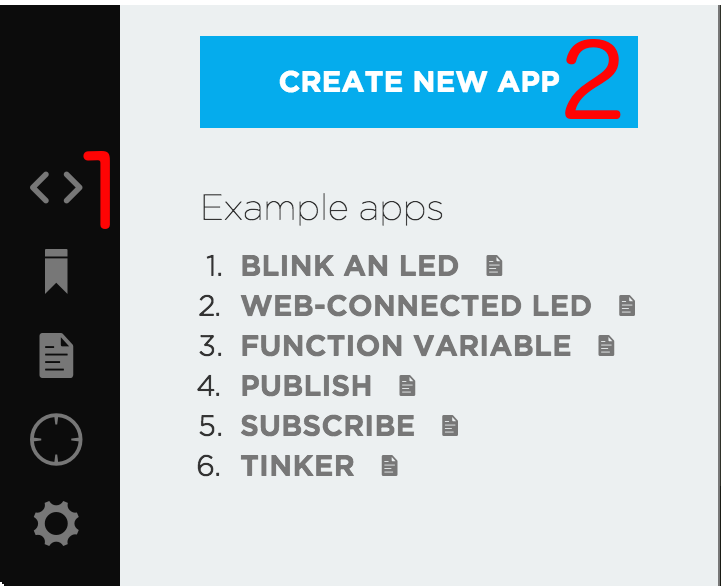 CREATE NEW APP 2
< > 1
Example apps
1. BLINK AN LED
2. WEB-CONNECTED LED
3. FUNCTION VARIABLE
4. PUBLISH
5. SUBSCRIBE
6. TINKER